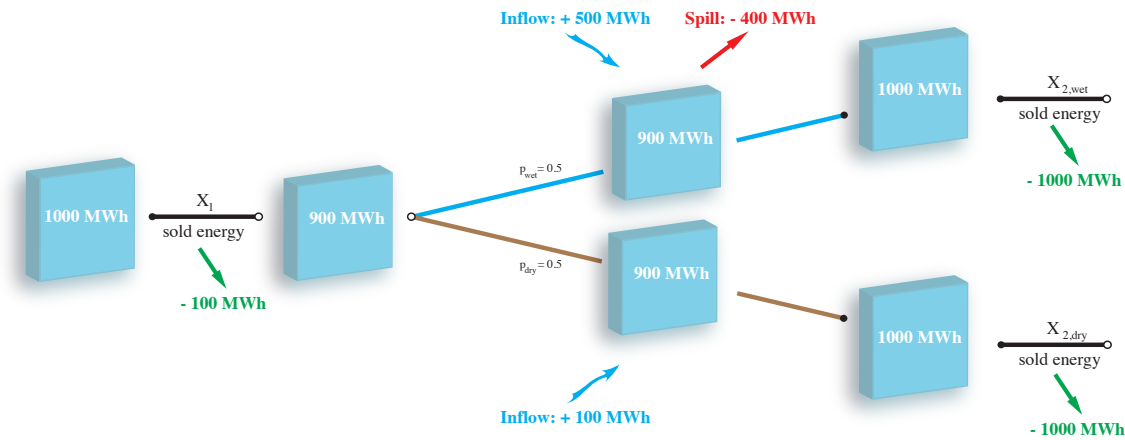 Inflow: + 500 MWh
Spill: - 400 MWh
1000 MWh
X2,wet
sold energy
- 1000 MWh
900 MWh
pwet= 0.5
1000 MWh
X1
sold energy
- 100 MWh
900 MWh
pdry= 0.5
900 MWh
1000 MWh
X2,dry
sold energy
- 1000 MWh
Inflow: + 100 MWh